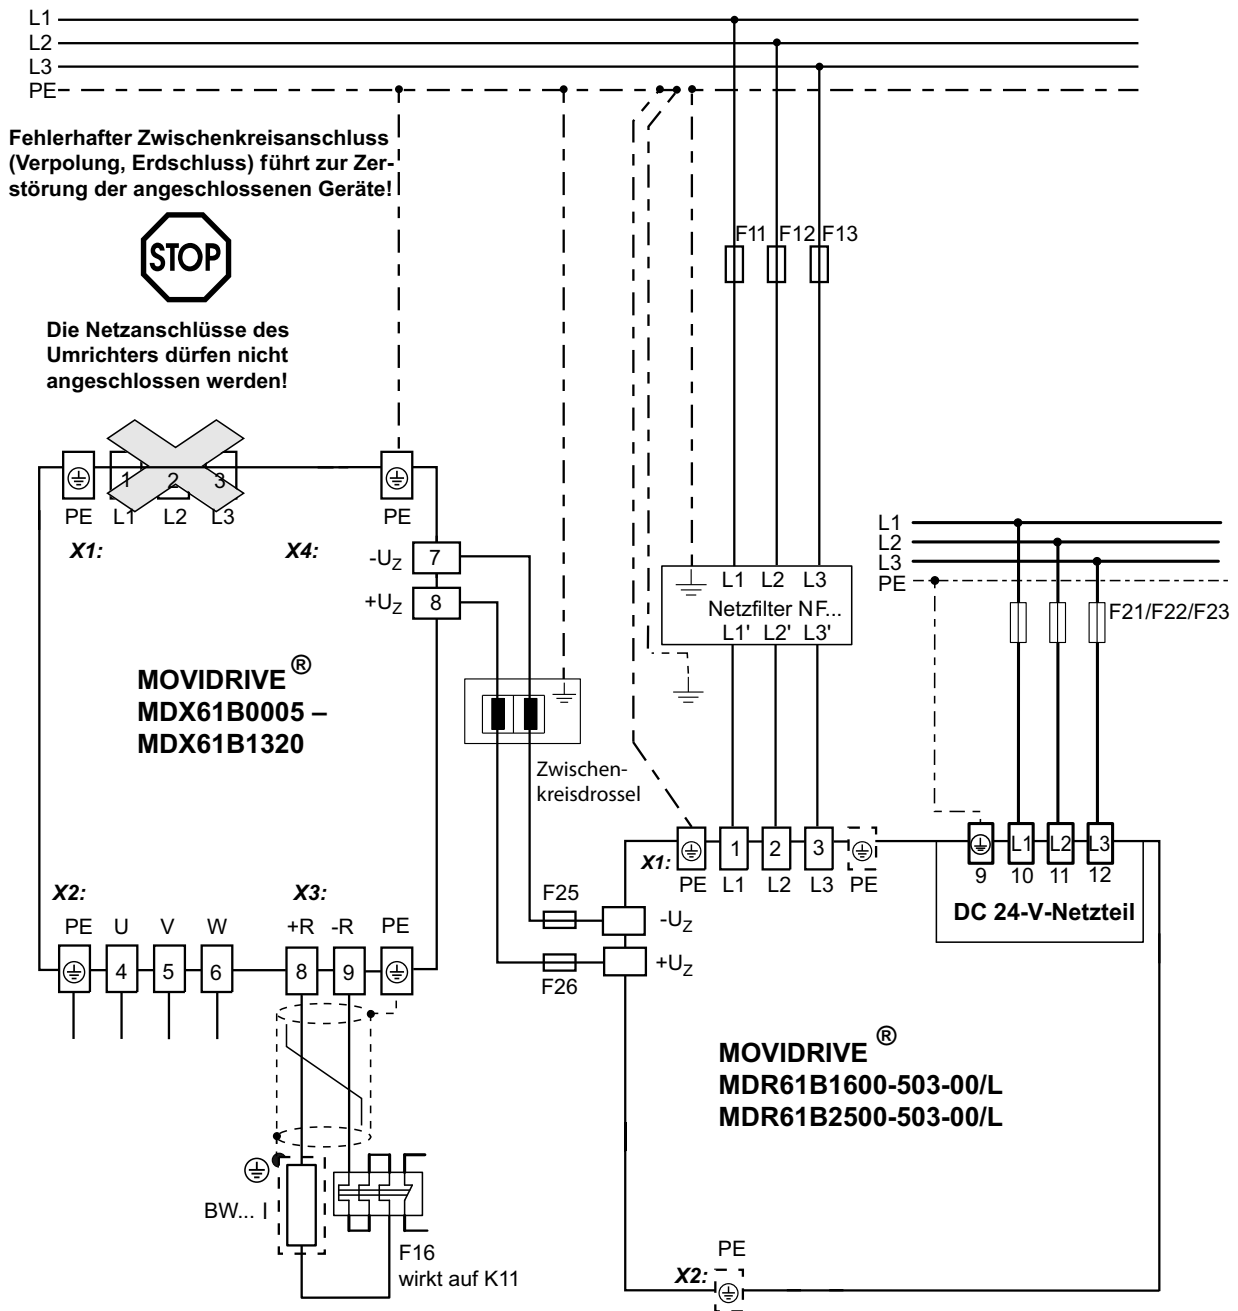 L1
L2
L3
PE
Fehlerhafter Zwischenkreisanschluss
(Verpolung, Erdschluss) führt zur Zer-
störung der angeschlossenen Geräte!
STOP
Die Netzanschlüsse des
Umrichters dürfen nicht
angeschlossen werden!
F11 F12 F13
1 2 3
PE L1 L2 L3 PE
X1: X4:
-UZ 7
+UZ 8
MOVIDRIVE ®
MDX61B0005 –
MDX61B1320
Zwischen-
kreisdrossel
L1 L2 L3
Netzfilter NF...
L1' L2' L3'
L1
L2
L3
PE
F21/F22/F23
X1: 1 2 3
PE L1 L2 L3 PE
L1 L2 L3
9 10 11 12
DC 24-V-Netzteil
F25 -UZ
F26 +UZ
X2: X3:
PE U V W +R -R PE
4 5 6 8 9
MOVIDRIVE ®
MDR61B1600-503-00/L
MDR61B2500-503-00/L
BW... I
F16
wirkt auf K11
PE
X2: